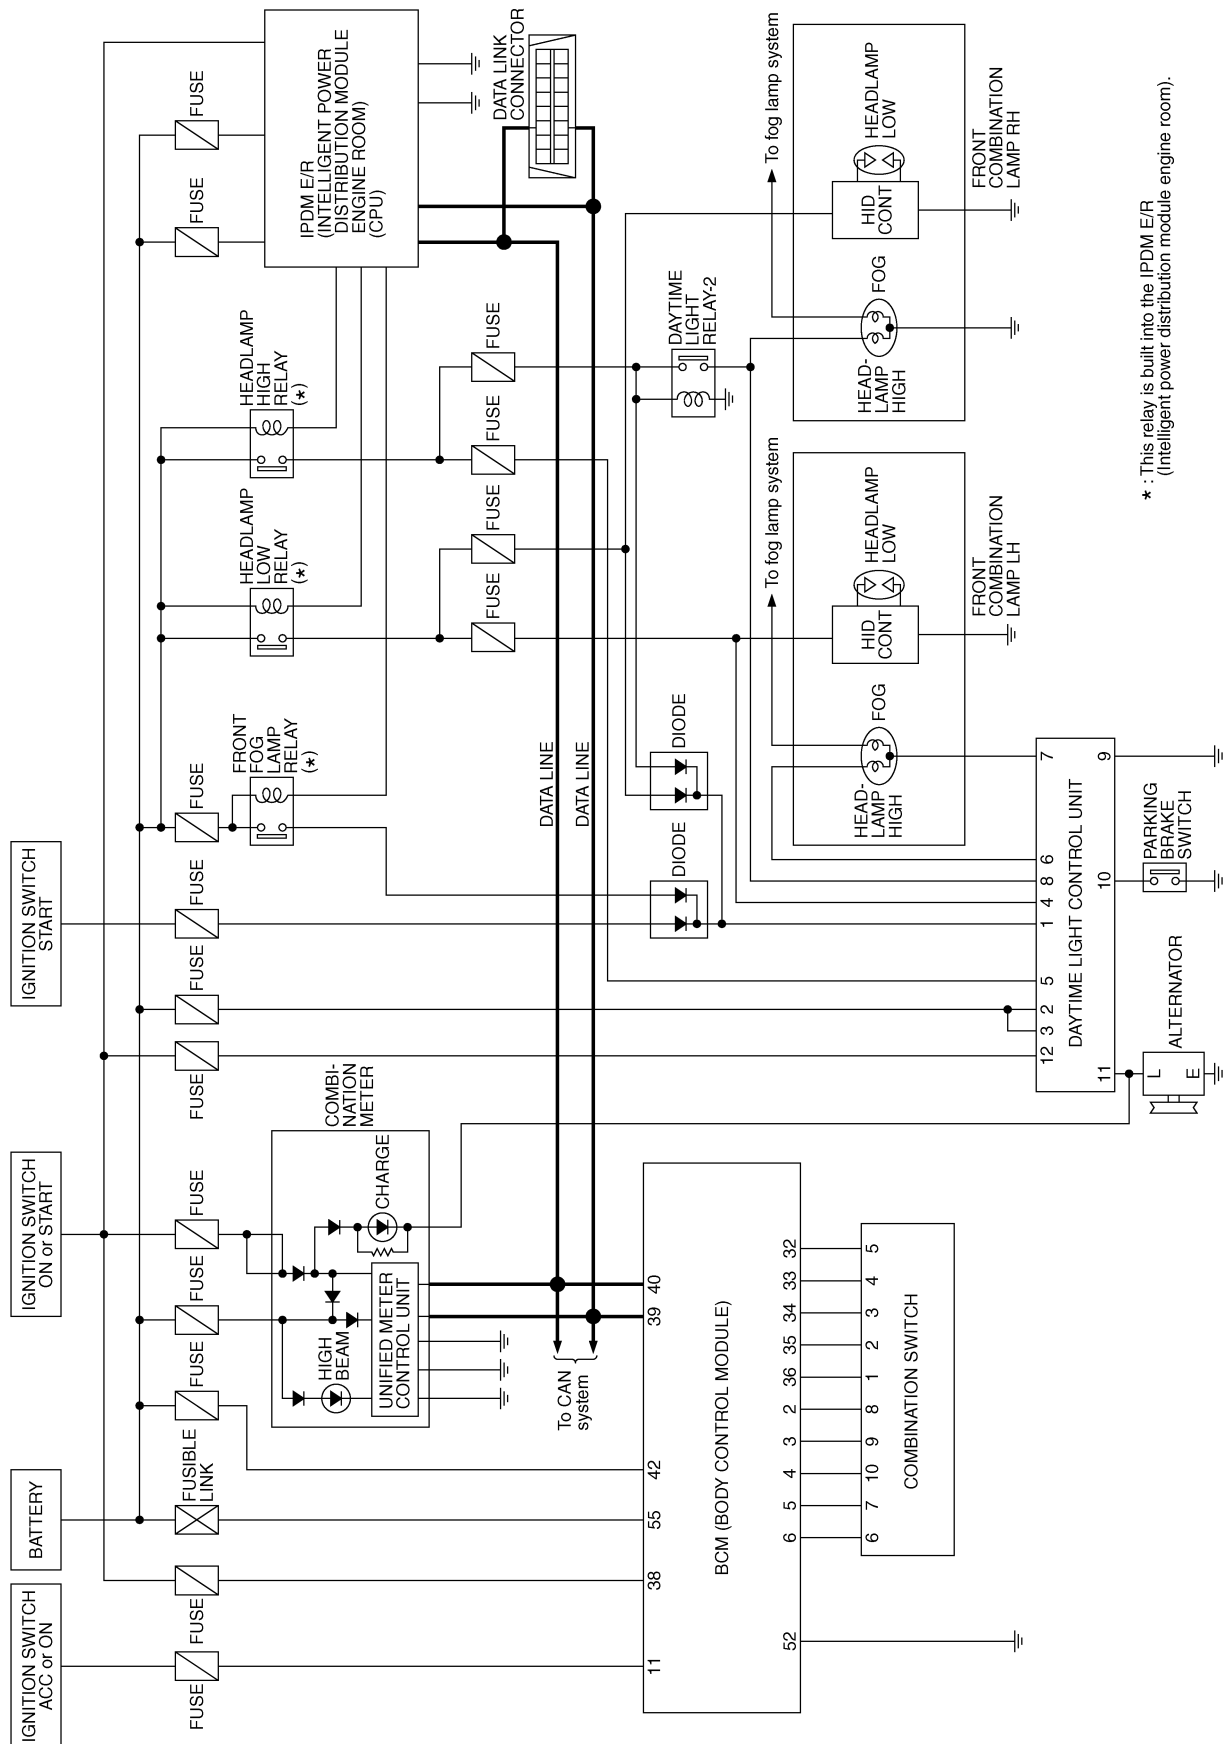 IGNITION SWITCH
ACC or ON
BATTERY
IGNITION SWITCH
ON or START
IGNITION SWITCH
START
FUSE
FUSE
FUSIBLE
LINK
FUSE
FUSE
FUSE
FUSE
FUSE
FUSE
FUSE
FUSE
FUSE
FRONT
FOG
LAMP
RELAY
(*)
HEADLAMP
LOW
RELAY
(*)
HEADLAMP
HIGH
RELAY
(*)
IPDM E/R
(INTELLIGENT POWER
DISTRIBUTION MODULE
ENGINE ROOM)
(CPU)
COMBI-
NATION
METER
CHARGE
HIGH
BEAM
UNIFIED METER
CONTROL UNIT
FUSE
FUSE
FUSE
FUSE
DATA LINK
CONNECTOR
DATA LINE
DATA LINE
To CAN
system
DIODE
DIODE
DAYTIME
LIGHT
RELAY-2
11
38
55
42
39
40
BCM (BODY CONTROL MODULE)
52
6
5
4
3
2
36
35
34
33
32
6
7
10
9
8
1
2
3
4
5
COMBINATION SWITCH
To fog lamp system
HEAD-
LAMP
HIGH
FOG
HID
CONT
HEADLAMP
LOW
FRONT
COMBINATION
LAMP LH
To fog lamp system
HEAD-
LAMP
HIGH
FOG
HID
CONT
HEADLAMP
LOW
FRONT
COMBINATION
LAMP RH
12
3
2
5
1
4
8
6
7
DAYTIME LIGHT CONTROL UNIT
11
10
9
L
E
ALTERNATOR
PARKING
BRAKE
SWITCH
* : This relay is built into the IPDM E/R
(Intelligent power distribution module engine room).